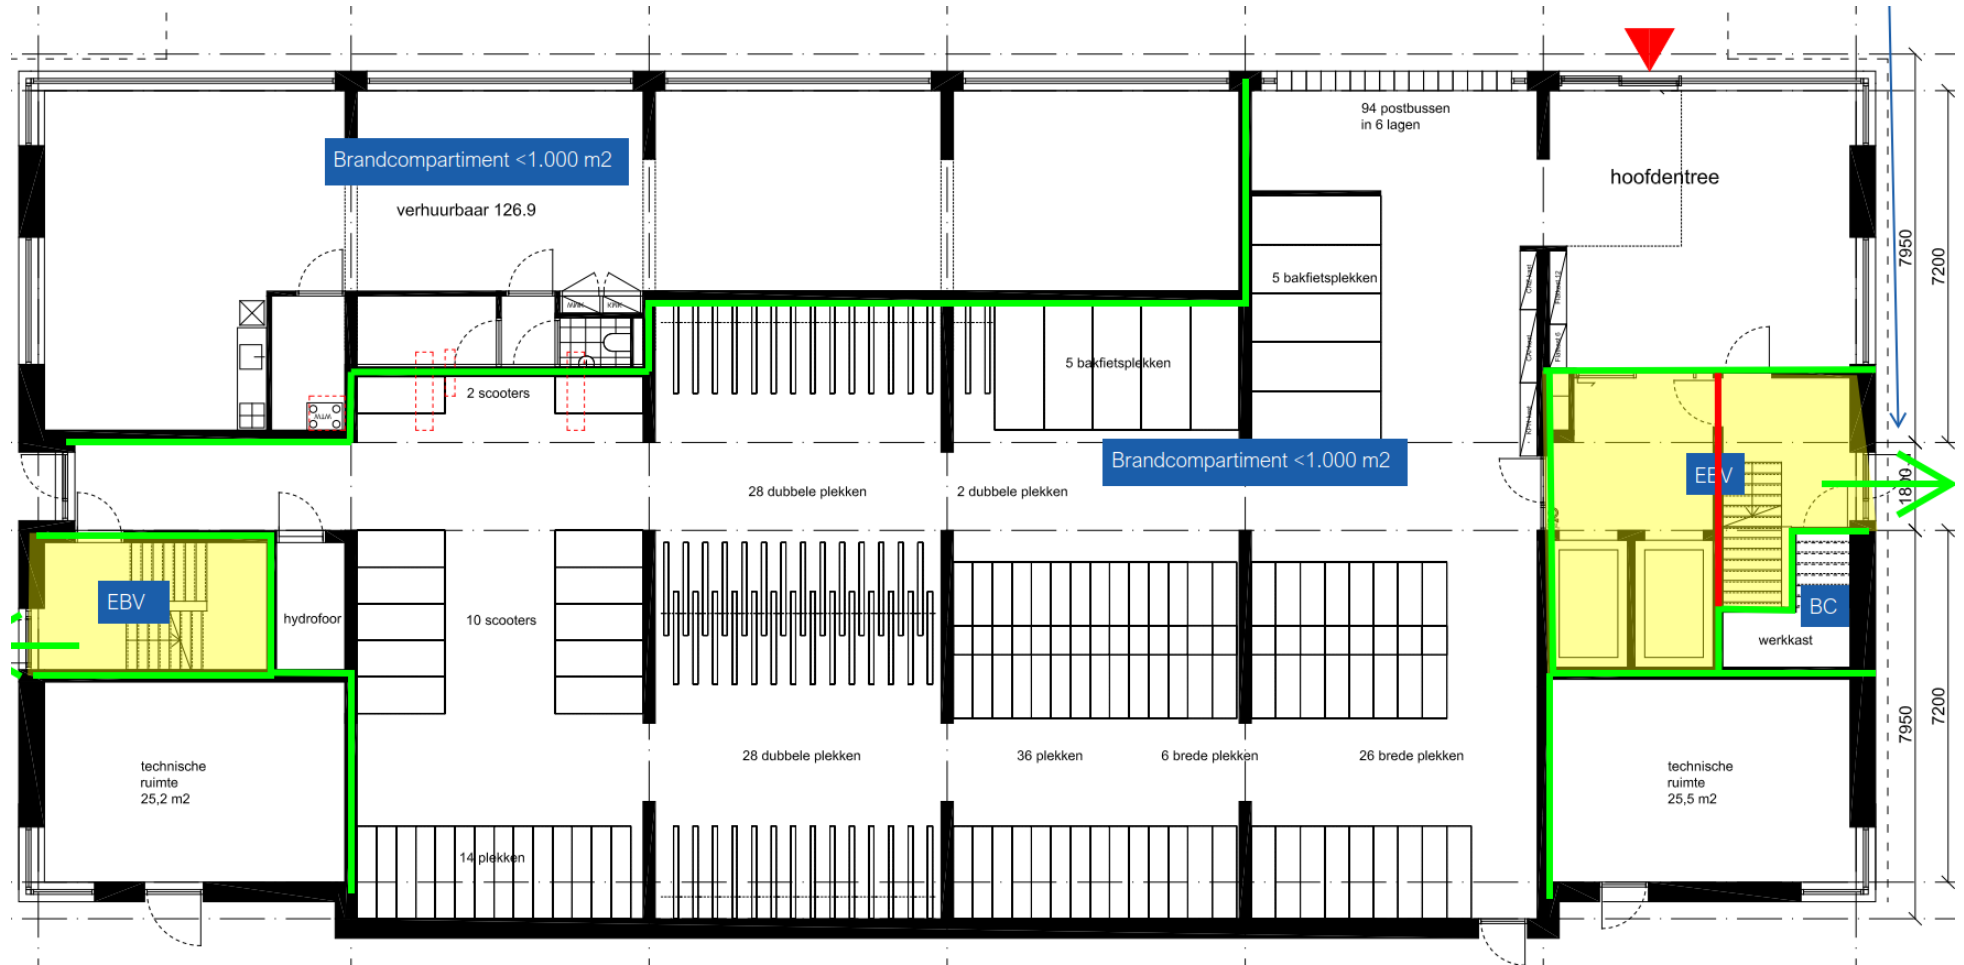 94 postbussen
in 6 lagen
Brandcompartiment <1.000 m2
verhuurbaar 126.9
hoofdentree
7950
7200
5 bakfietsplekken
MK
5 bakfietsplekken
2 scooters
WTW
Brandcompartiment <1.000 m2
EBV
28 dubbele plekken
2 dubbele plekken
1800
EBV
hydrofoor
10 scooters
BC
werkkast
7950
7200
28 dubbele plekken
36 plekken
6 brede plekken
26 brede plekken
technische
ruimte
25,2 m2
technische
ruimte
25,5 m2
14 plekken